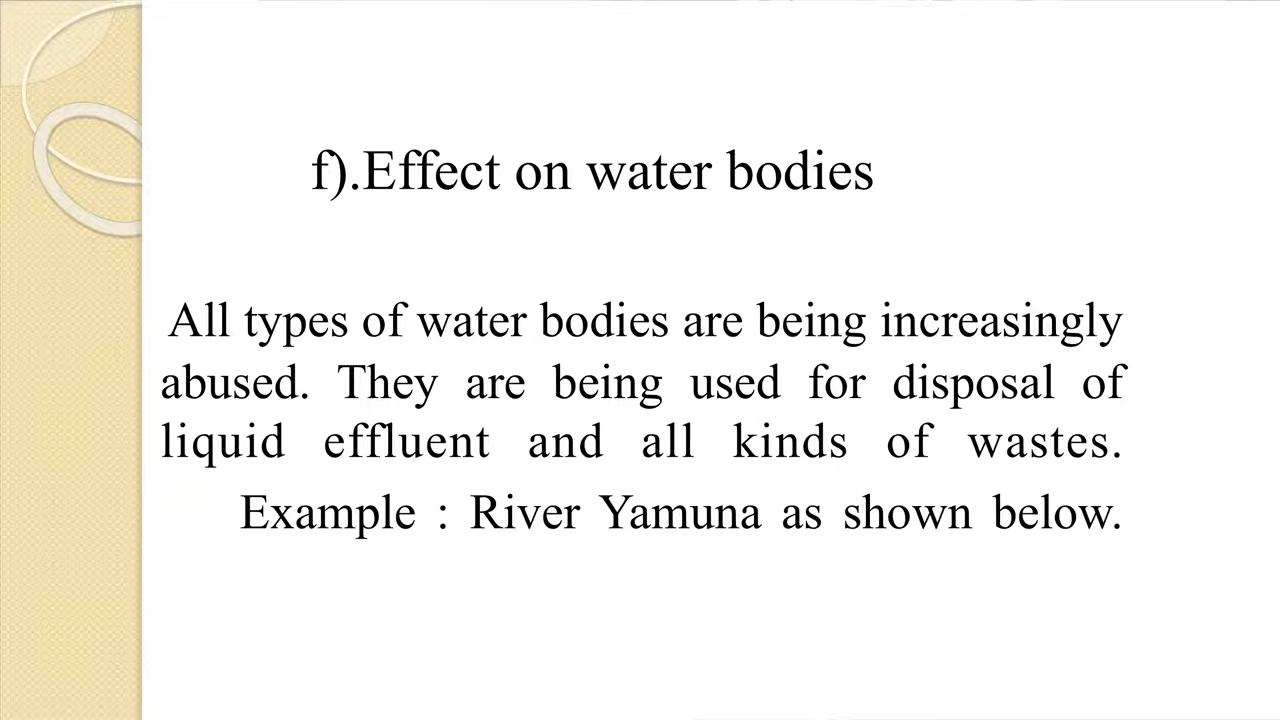 f).Effect on water bodies
All types of water bodies are being increasingly
abused. They are being used for disposal of
liquid effluent and all kinds of wastes.
Example : River Yamuna as shown below.